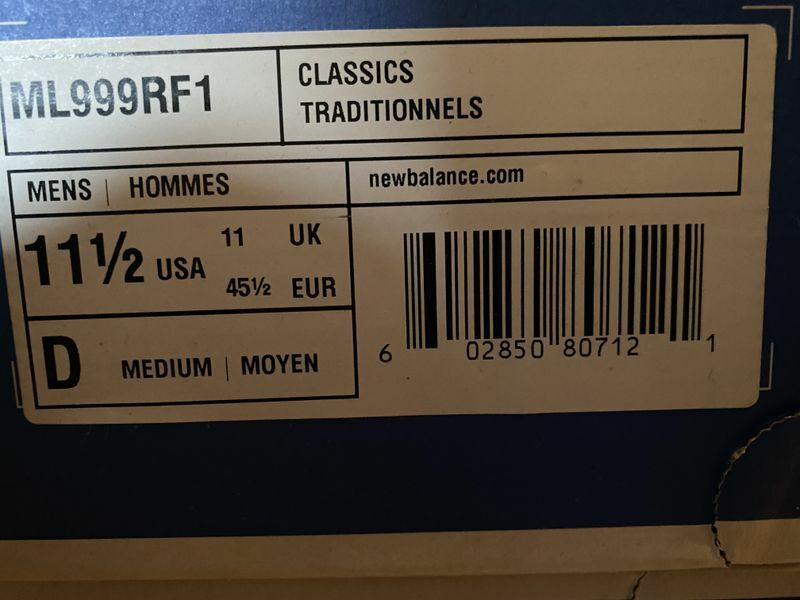 ML999RF1
CLASSICS
TRADITIONNELS
MENS | HOMMES
newbalance.com
11½ USA
11 UK
45½ EUR
D MEDIUM | MOYEN
6 02850 80712 1